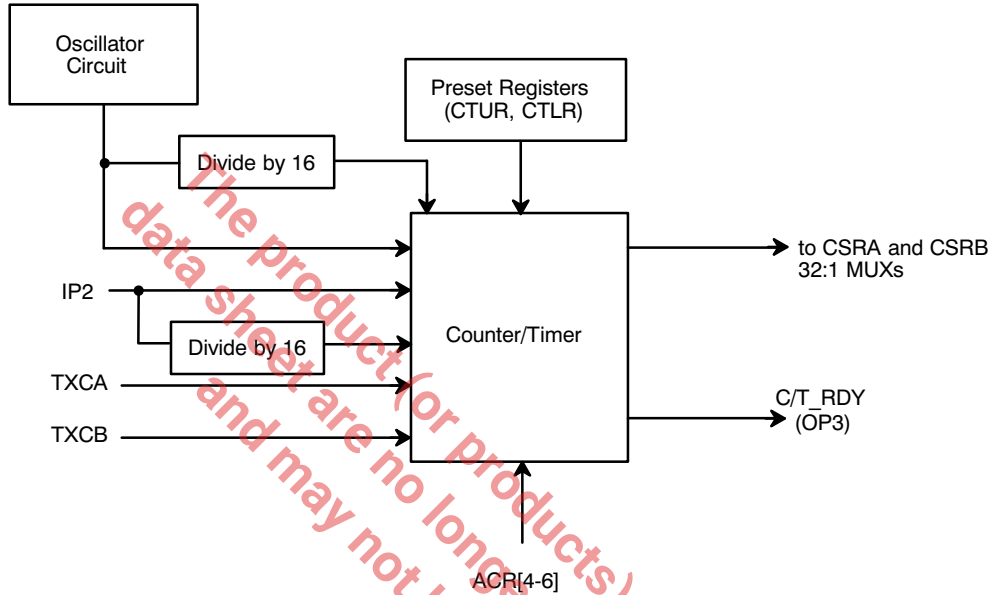 Oscillator
Circuit
Preset Registers
(CTUR, CTLR)
Divide by 16
to CSRA and CSRB
32:1 MUXs
IP2
Counter/Timer
Divide by 16
TXCA
C/T_RDY
(OP3)
TXCB
ACR[4-6]
The product (or products)
data sheet are no longe
and may not